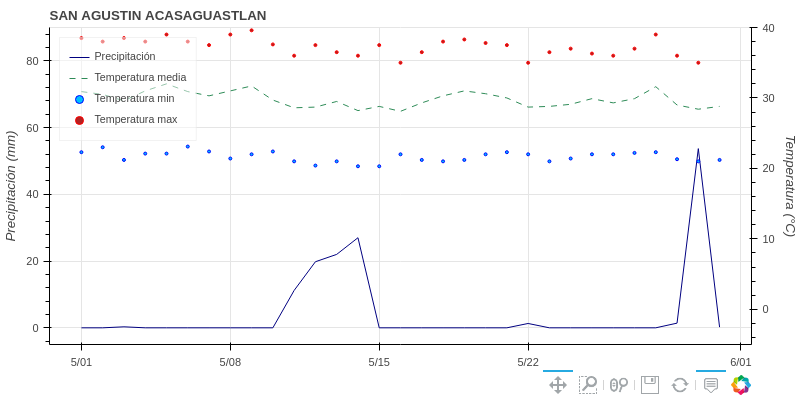 SAN AGUSTIN ACASAGUASTLAN
Precipitación
Temperatura media
Temperatura min
Temperatura max
80
60
40
20
0
Precipitación (mm)
40
30
20
10
0
Temperatura (°C)
5/01
5/08
5/15
5/22
6/01